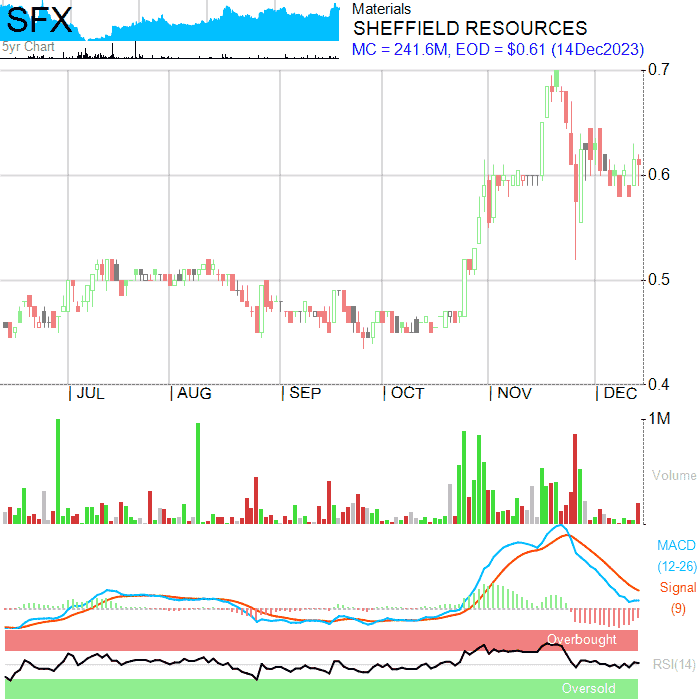 SFX
5yr Chart
Materials
SHEFFIELD RESOURCES
MC = 241.6M, EOD = $0.61 (14Dec2023)
0.7
0.6
0.5
0.4
JUL
AUG
SEP
OCT
NOV
DEC
1M
Volume
MACD
(12-26)
Signal
(9)
Overbought
RSI(14)
Oversold